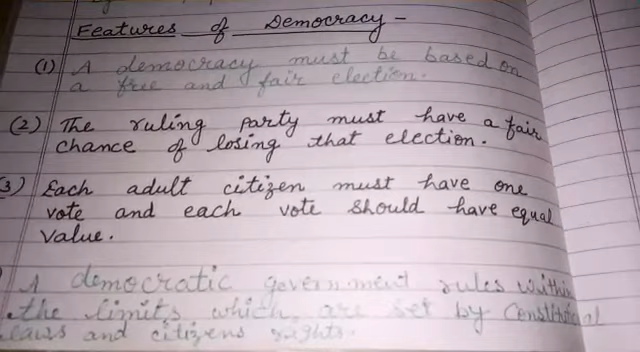 Features of Democracy -
(1) A democracy must be based on
a free and fair election.
(2) The ruling party must have a fair
chance of losing that election.
3) Each adult citizen must have one
vote and each vote should have equal
value.
) A democratic government rules within
the limits which are set by Constitutional
laws and citizens rights.